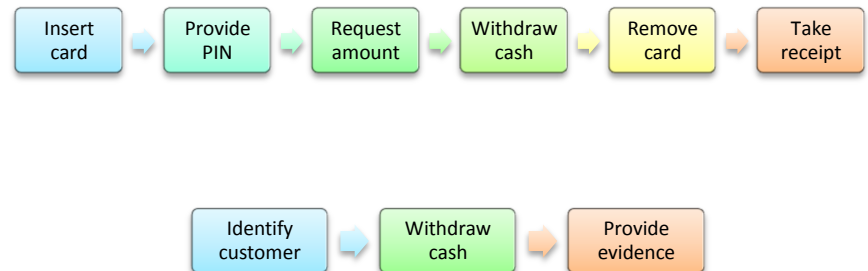 Insert
card
Provide
PIN
Request
amount
Withdraw
cash
Remove
card
Take
receipt
Identify
customer
Withdraw
cash
Provide
evidence